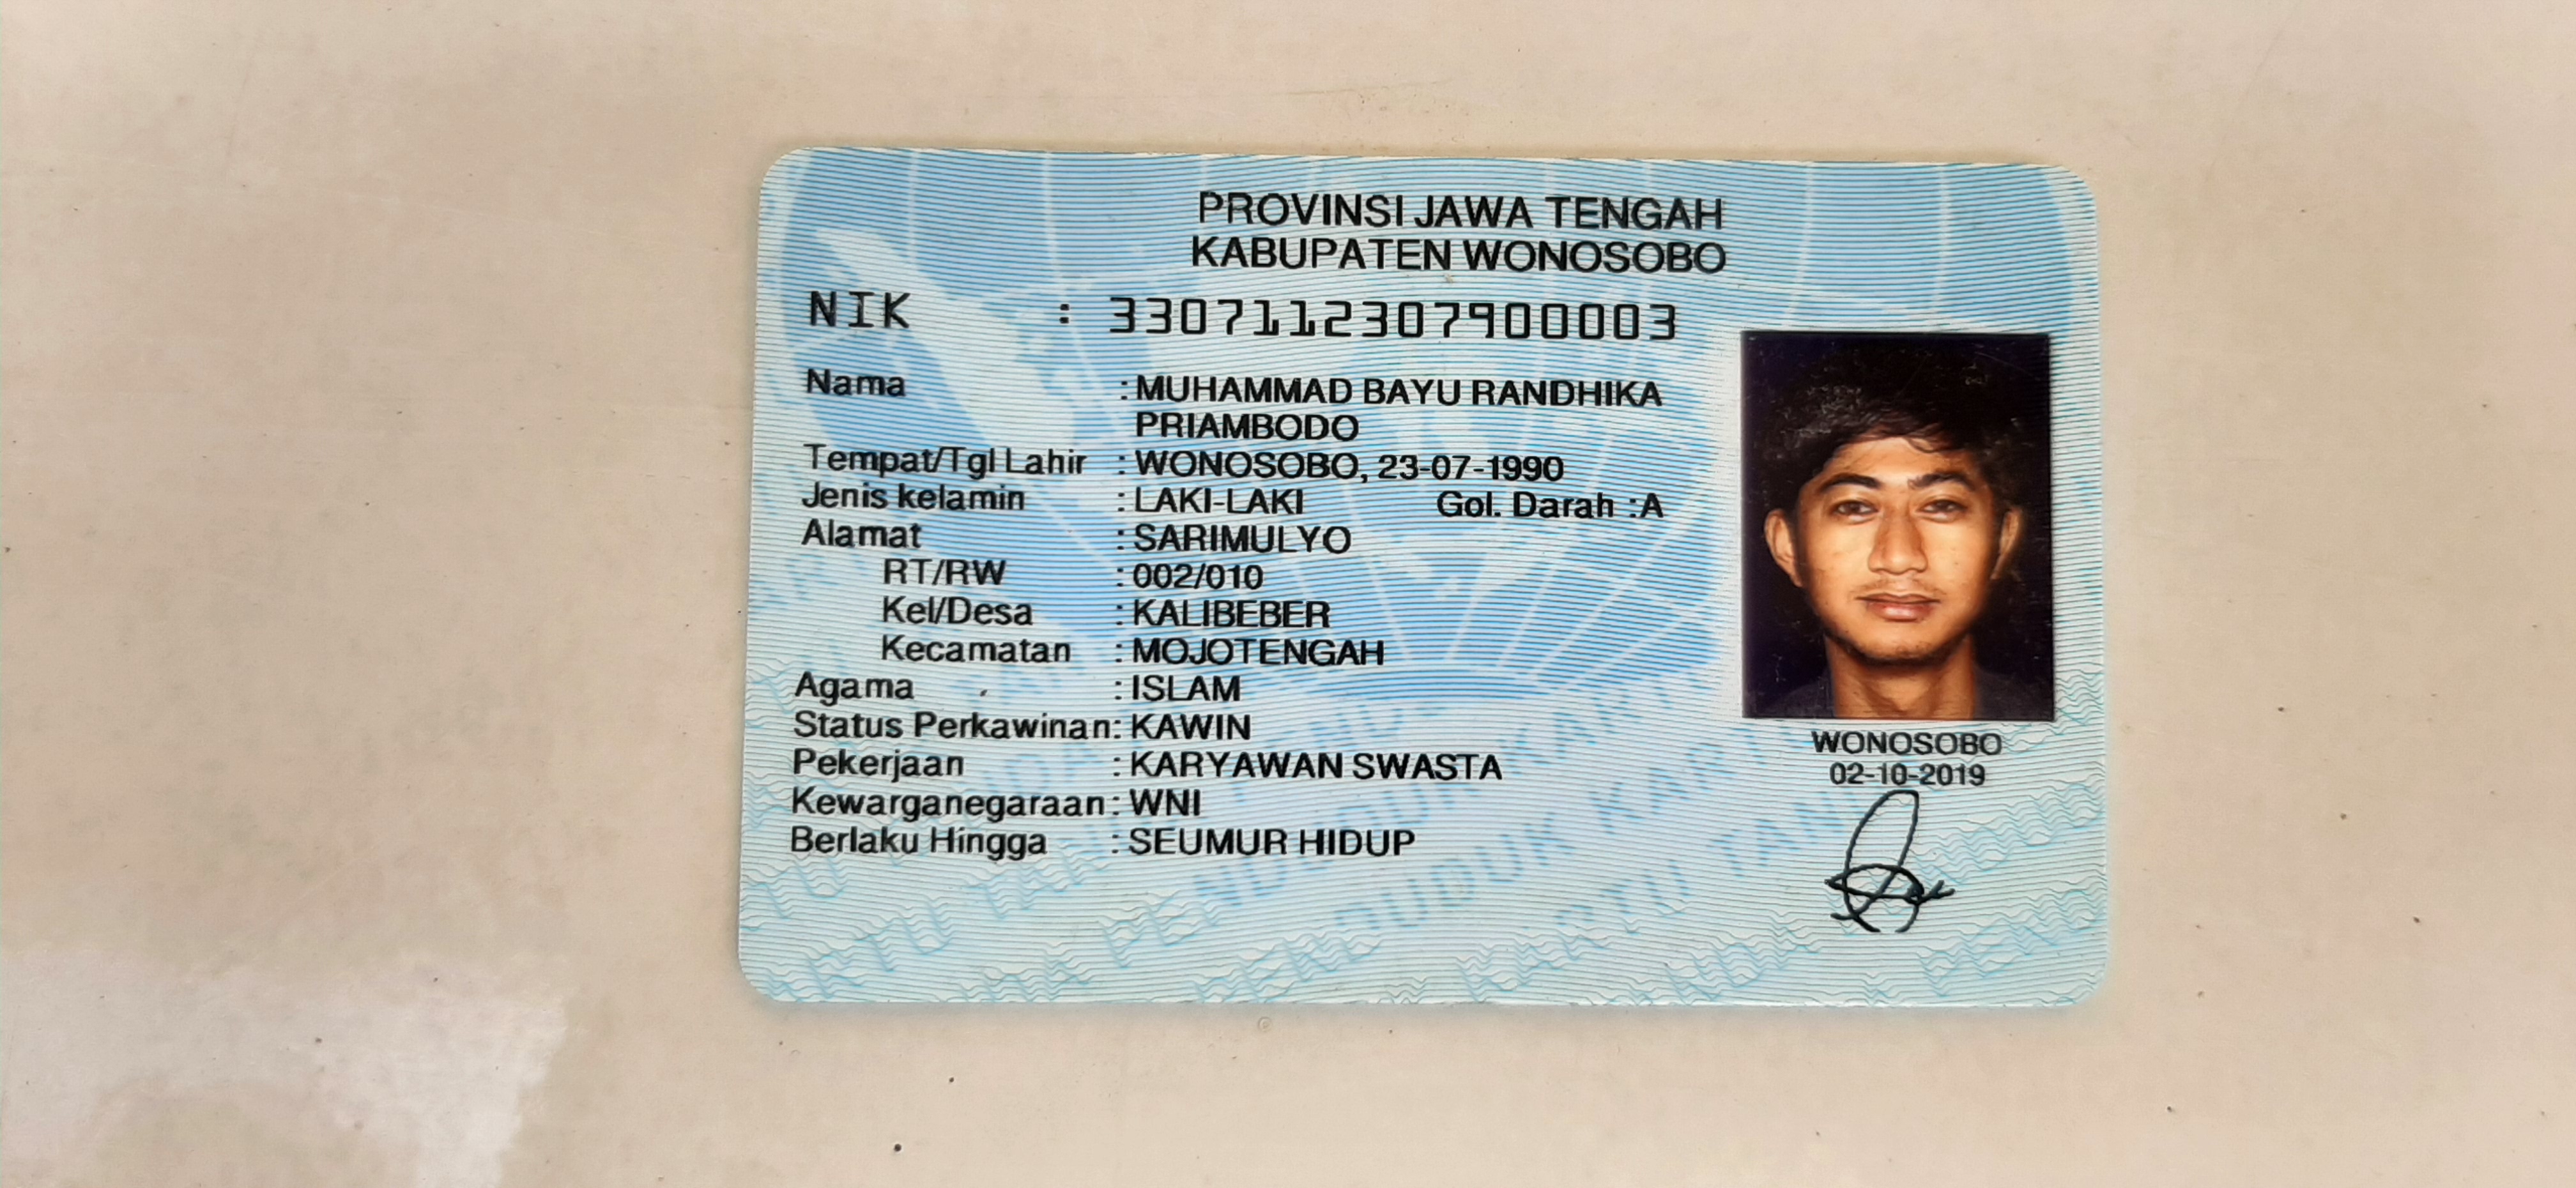 PROVINSI JAWA TENGAH
KABUPATEN WONOSOBO
NIK : 3307112307900003
Nama : MUHAMMAD BAYU RANDHIKA
PRIAMBODO
Tempat/Tgl Lahir : WONOSOBO, 23-07-1990
Jenis kelamin : LAKI-LAKI Gol. Darah : A
Alamat : SARIMULYO
RT/RW : 002/010
Kel/Desa : KALIBEBER
Kecamatan : MOJOTENGAH
Agama : ISLAM
Status Perkawinan : KAWIN
Pekerjaan : KARYAWAN SWASTA
Kewarganegaraan : WNI
Berlaku Hingga : SEUMUR HIDUP
WONOSOBO
02-10-2019